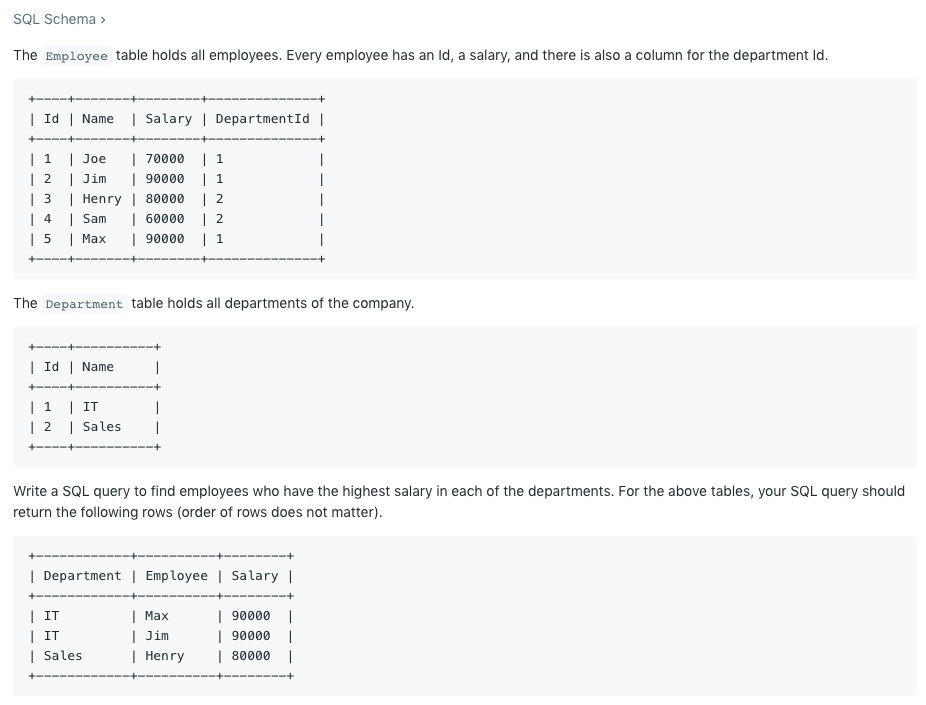 SQL Schema ›
The Employee table holds all employees. Every employee has an Id, a salary, and there is also a column for the department Id.
+----+-------+--------+--------------+
| Id | Name  | Salary | DepartmentId |
+----+-------+--------+--------------+
| 1  | Joe   | 70000  | 1            |
| 2  | Jim   | 90000  | 1            |
| 3  | Henry | 80000  | 2            |
| 4  | Sam   | 60000  | 2            |
| 5  | Max   | 90000  | 1            |
+----+-------+--------+--------------+
The Department table holds all departments of the company.
+----+----------+
| Id | Name     |
+----+----------+
| 1  | IT       |
| 2  | Sales    |
+----+----------+
Write a SQL query to find employees who have the highest salary in each of the departments. For the above tables, your SQL query should
return the following rows (order of rows does not matter).
+------------+----------+--------+
| Department | Employee | Salary |
+------------+----------+--------+
| IT         | Max      | 90000  |
| IT         | Jim      | 90000  |
| Sales      | Henry    | 80000  |
+------------+----------+--------+